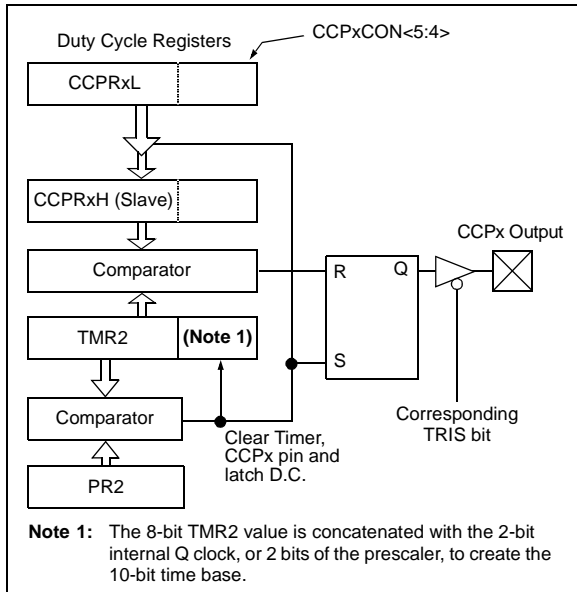 Duty Cycle Registers
CCPxCON<5:4>
CCPRxL
CCPRxH (Slave)
CCPx Output
Comparator
R
Q
TMR2
(Note 1)
S
Comparator
Clear Timer,
CCPx pin and
latch D.C.
Corresponding
TRIS bit
PR2
Note 1: The 8-bit TMR2 value is concatenated with the 2-bit
internal Q clock, or 2 bits of the prescaler, to create the
10-bit time base.